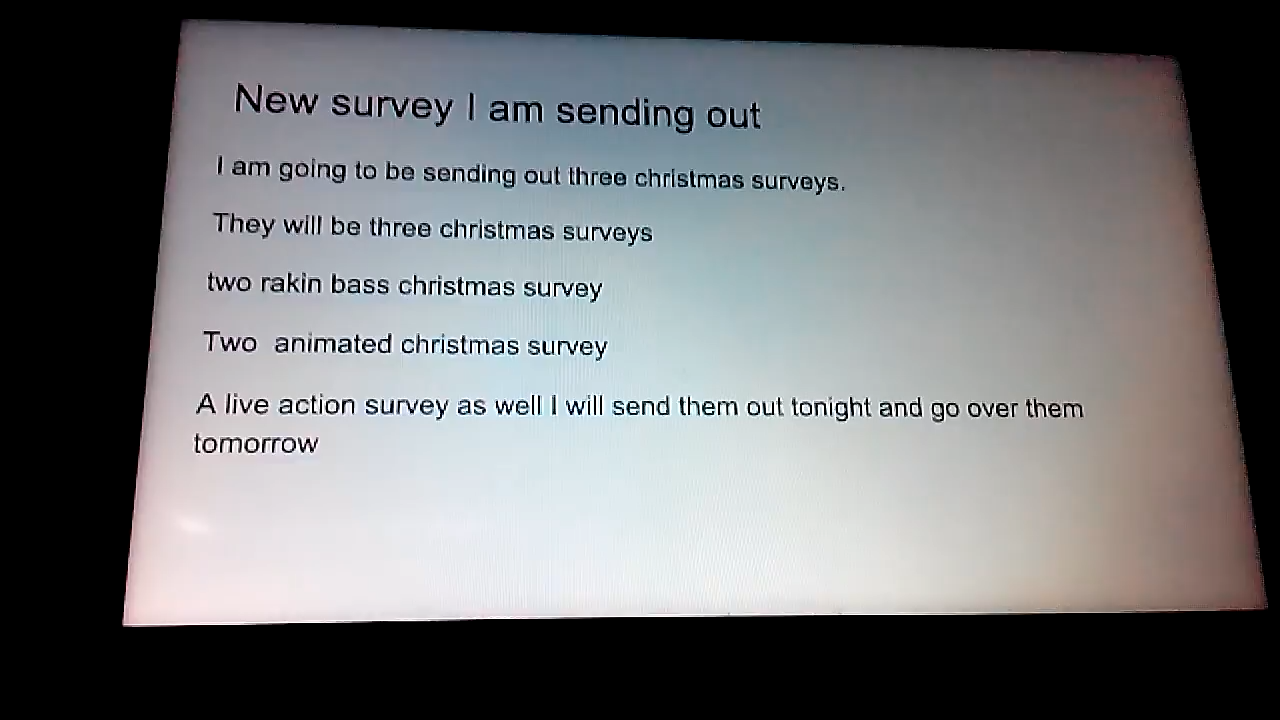 New survey I am sending out
I am going to be sending out three christmas surveys.
They will be three christmas surveys
two rakin bass christmas survey
Two  animated christmas survey
A live action survey as well I will send them out tonight and go over them
tomorrow